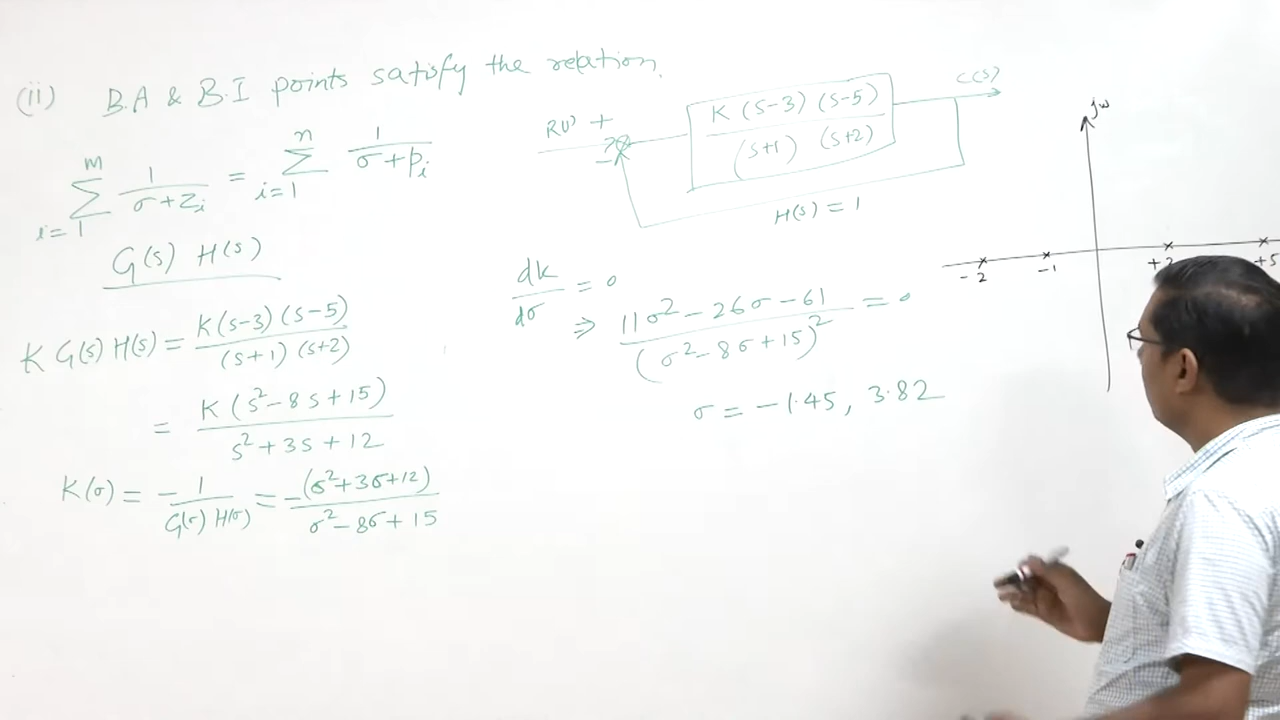 (ii) B.A & B.I points satisfy the relation.
m
∑ 1/(σ+zᵢ) = ∑ 1/(σ+pᵢ)
i=1
n
i=1
G(s) H(s)
K G(s) H(s) = K(s-3)(s-5)/(s+1)(s+2)
= K(s²-8s+15)/s²+3s+12
K(σ) = -1/G(σ) H(σ) = -(σ²+3σ+12)/σ²-8σ+15
R(s) +
-
K(s-3)(s-5)/(s+1)(s+2)
C(s)
H(s) = 1
dk/dσ = 0
⇒ 11σ²-26σ-61/(σ²-8σ+15)² = 0
σ = -1.45, 3.82
jω
-2 -1 +5